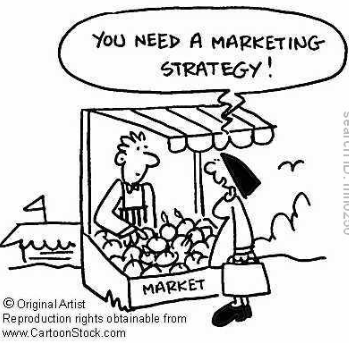 YOU NEED A MARKETING
STRATEGY!
MARKET
© Original Artist
Reproduction rights obtainable from
www.CartoonStock.com